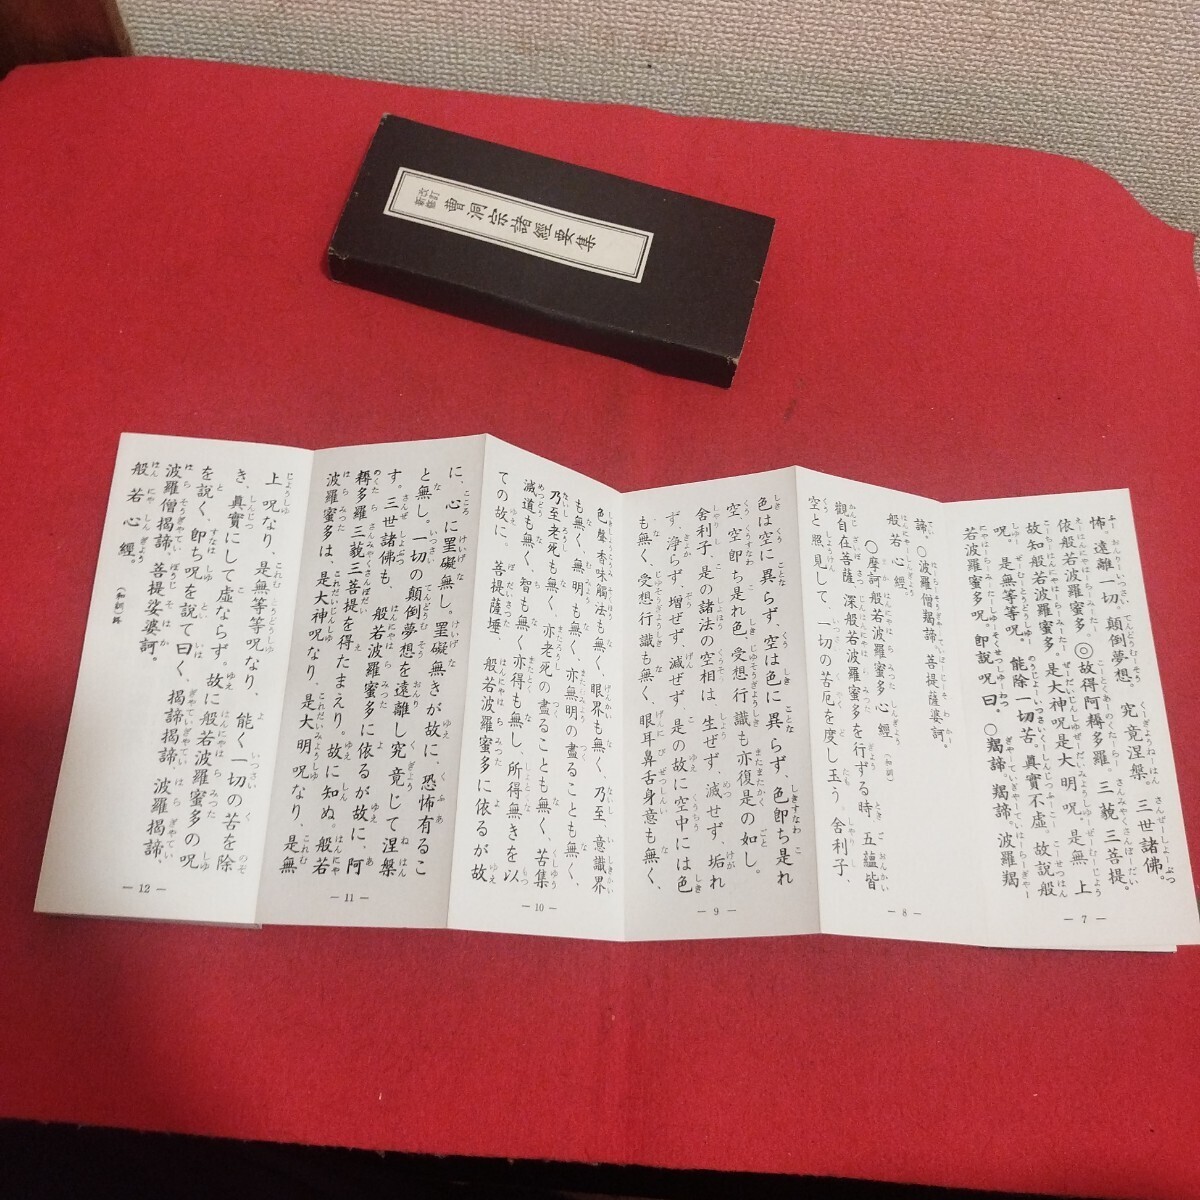 改訂
新修
曹洞宗諸經要集
怖。遠離一切。顛倒夢想。究竟涅槃。三世諸佛。
依般若波羅蜜多。◎故得阿耨多羅。三藐三菩提。
故知般若波羅蜜多。是大神呪是大明呪。是無上
呪。是無等等呪。能除一切苦。真實不虛。故說般
若波羅蜜多呪。即說呪曰。○羯諦。羯諦。波羅羯
— 7 —
諦。○波羅僧羯諦。菩提薩婆訶。
般若心經。
○摩訶般若波羅蜜多心經(和訓)
觀自在菩薩、深般若波羅蜜多を行ずる時、五蘊皆
空と照見して、一切の苦厄を度し玉う。舍利子、
— 8 —
色は空に異らず、空は色に異らず、色即ち是れ
空、空即ち是れ色、受想行識も亦復是の如し。
舍利子、是の諸法の空相は、生ぜず、滅せず、垢れ
ず、淨らず、增ぜず、減ぜず、是の故に空中には色
も無く、受想行識も無く、眼耳鼻舌身意も無く、
— 9 —
色聲香味觸法も無く、眼界も無く、乃至、意識界
も無く、無明も無く、亦無明の盡ることも無く、
乃至老死も無く、亦老死の盡ることも無く、苦集
滅道も無く、智も無く亦得も無し、所得無きを以
ての故に。菩提薩埵、般若波羅蜜多に依るが故
— 10 —
に、心に罣礙無し。罣礙無きが故に、恐怖有るこ
と無し。一切の顛倒夢想を遠離し究竟じて涅槃
す。三世諸佛も、般若波羅蜜多に依るが故に、阿
耨多羅三藐三菩提を得たまえり。故に知ぬ。般若
波羅蜜多は、是大神呪なり、是大明呪なり、是無
— 11 —
上呪なり、是無等等呪なり、能く一切の苦を除
き、真實にして虛ならず。故に般若波羅蜜多の呪
を説く、即ち呪を說て曰く、揭諦揭諦、波羅揭諦、
波羅僧揭諦、菩提娑婆訶。
般若心經。(和訓)終
— 12 —